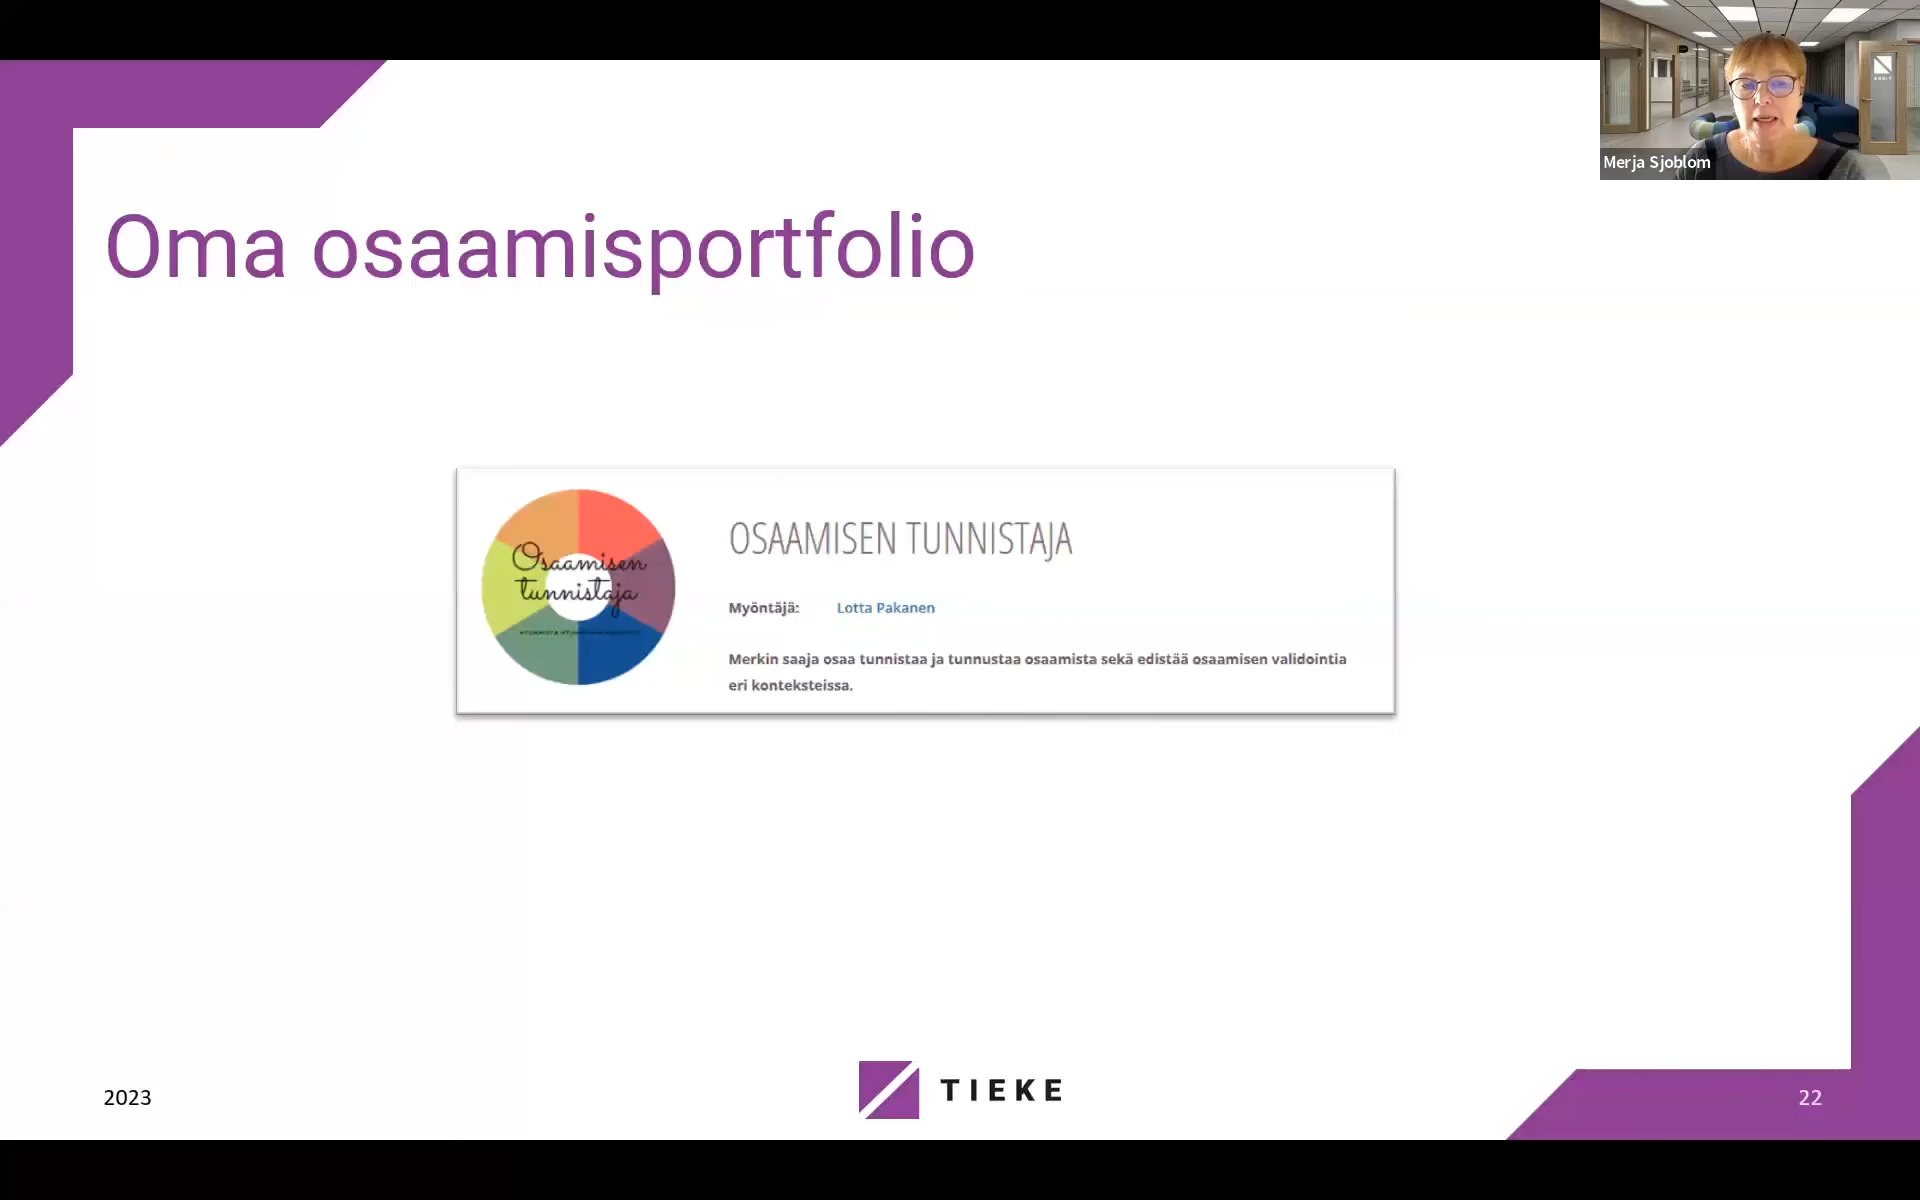 Merja Sjoblom
Oma osaamisportfolio
Osaamisen
tunnistaja
OSAAMISEN TUNNISTAJA
Myöntäjä: Lotta Pakanen
Merkin saaja osaa tunnistaa ja tunnustaa osaamista sekä edistää osaamisen validointia
eri konteksteissa.
2023
TIEKE
22